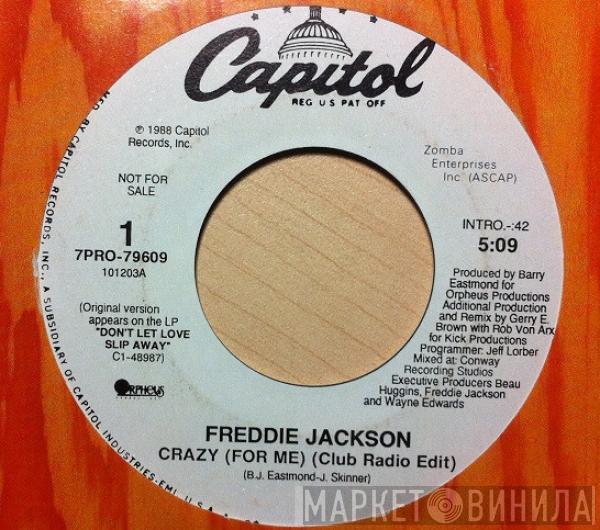 Capitol
REG US PAT OFF
℗ 1988 Capitol
Records, Inc.
NOT FOR
SALE
1
7PRO-79609
101203A
(Original version
appears on the LP
"DON'T LET LOVE
SLIP AWAY"
C1-48987)
ORPHEUS
Zomba
Enterprises
Inc (ASCAP)
INTRO.-:42
5:09
Produced by Barry
Eastmond for
Orpheus Productions
Additional Production
and Remix by Gerry E.
Brown with Rob Von Arx
for Kick Productions
Programmer: Jeff Lorber
Mixed at: Conway
Recording Studios
Executive Producers Beau
Huggins, Freddie Jackson
and Wayne Edwards
FREDDIE JACKSON
CRAZY (FOR ME) (Club Radio Edit)
(B.J. Eastmond-J. Skinner)
MFD. BY CAPITOL RECORDS, INC., A SUBSIDIARY OF CAPITOL INDUSTRIES-EMI, U.S.A.
МАРКЕТ ВИНИЛА